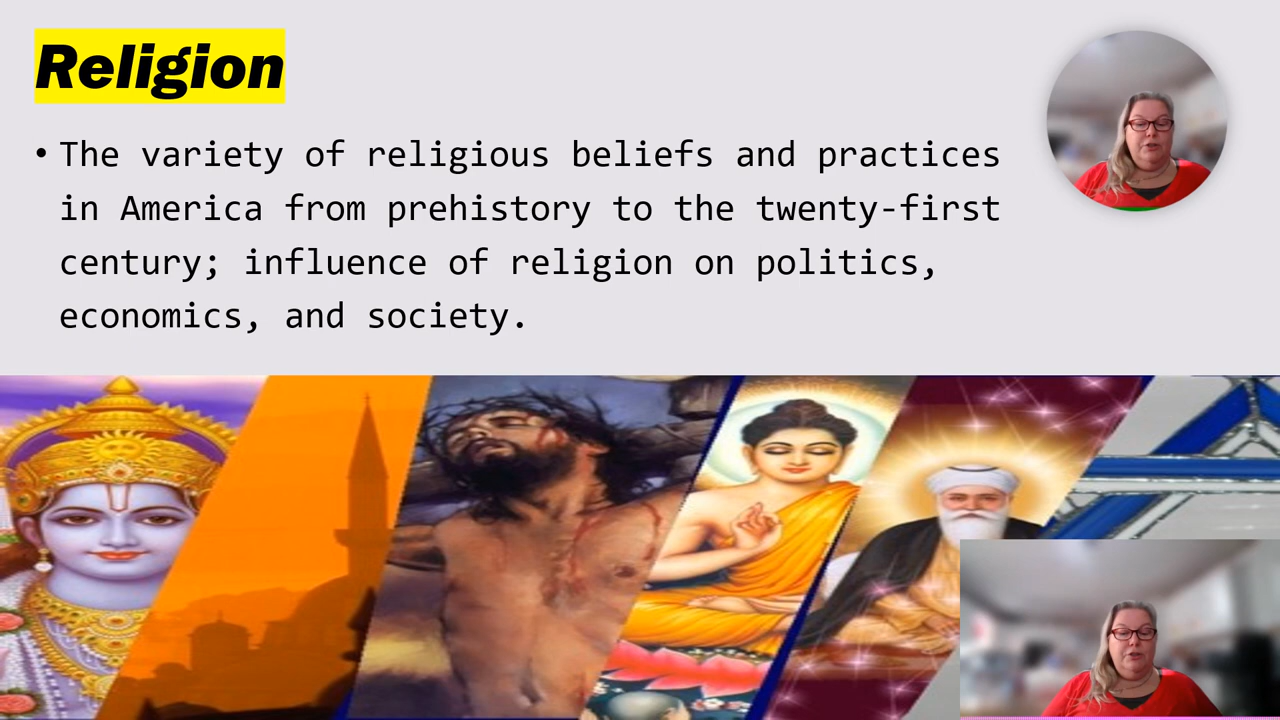 Religion
• The variety of religious beliefs and practices
in America from prehistory to the twenty-first
century; influence of religion on politics,
economics, and society.